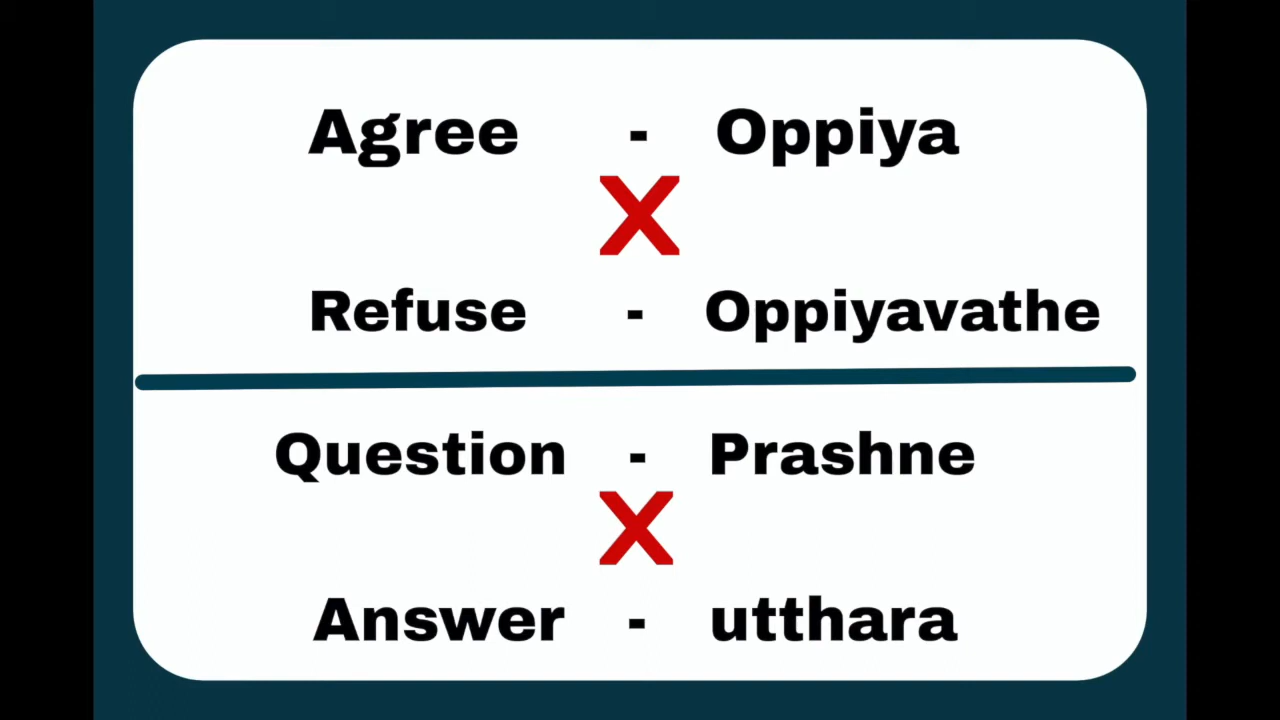 Agree - Oppiya
X
Refuse - Oppiyavathe
Question - Prashne
X
Answer - utthara